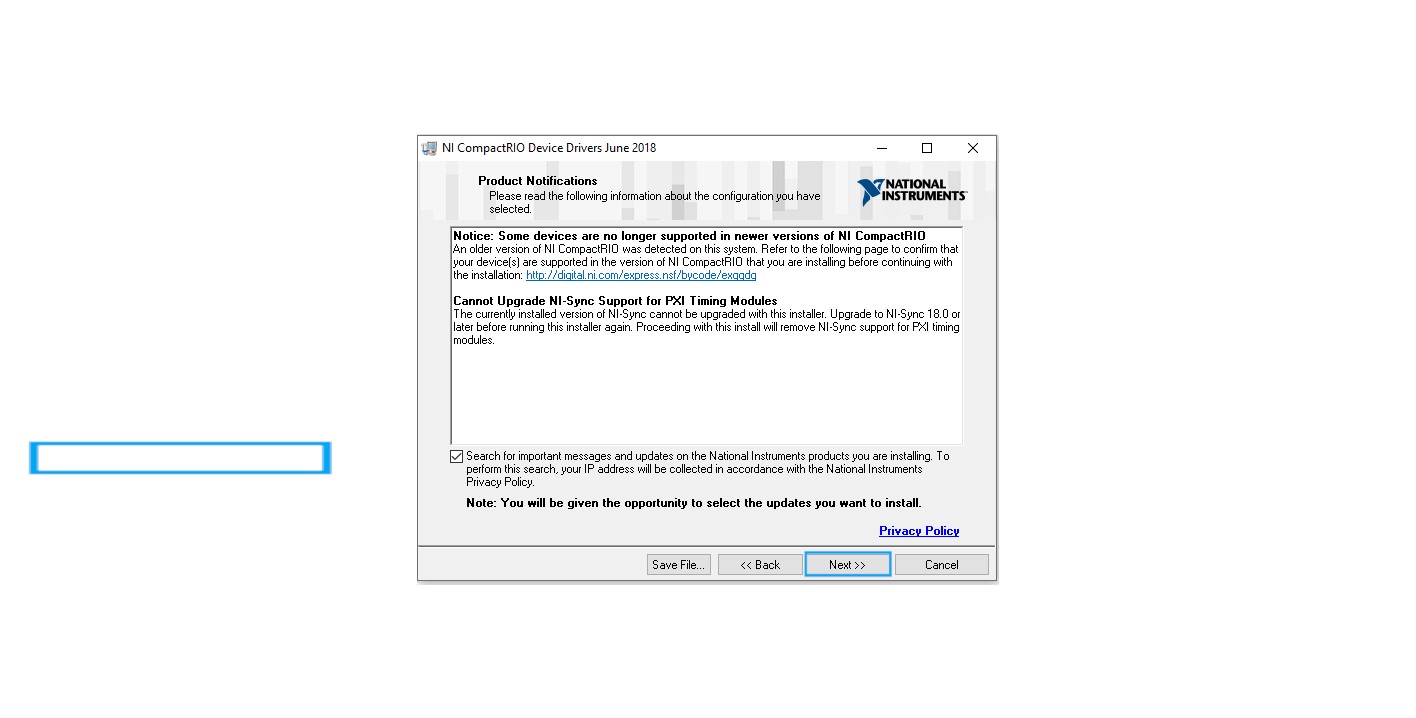 NI CompactRIO Device Drivers June 2018
Product Notifications
Please read the following information about the configuration you have
selected.
NATIONAL
INSTRUMENTS™
Notice: Some devices are no longer supported in newer versions of NI CompactRIO
An older version of NI CompactRIO was detected on this system. Refer to the following page to confirm that
your device(s) are supported in the version of NI CompactRIO that you are installing before continuing with
the installation: http://digital.ni.com/express.nsf/bycode/exggdg
Cannot Upgrade NI-Sync Support for PXI Timing Modules
The currently installed version of NI-Sync cannot be upgraded with this installer. Upgrade to NI-Sync 18.0 or
later before running this installer again. Proceeding with this install will remove NI-Sync support for PXI timing
modules.
Search for important messages and updates on the National Instruments products you are installing. To
perform this search, your IP address will be collected in accordance with the National Instruments
Privacy Policy.
Note: You will be given the opportunity to select the updates you want to install.
Privacy Policy
Save File... << Back Next >> Cancel